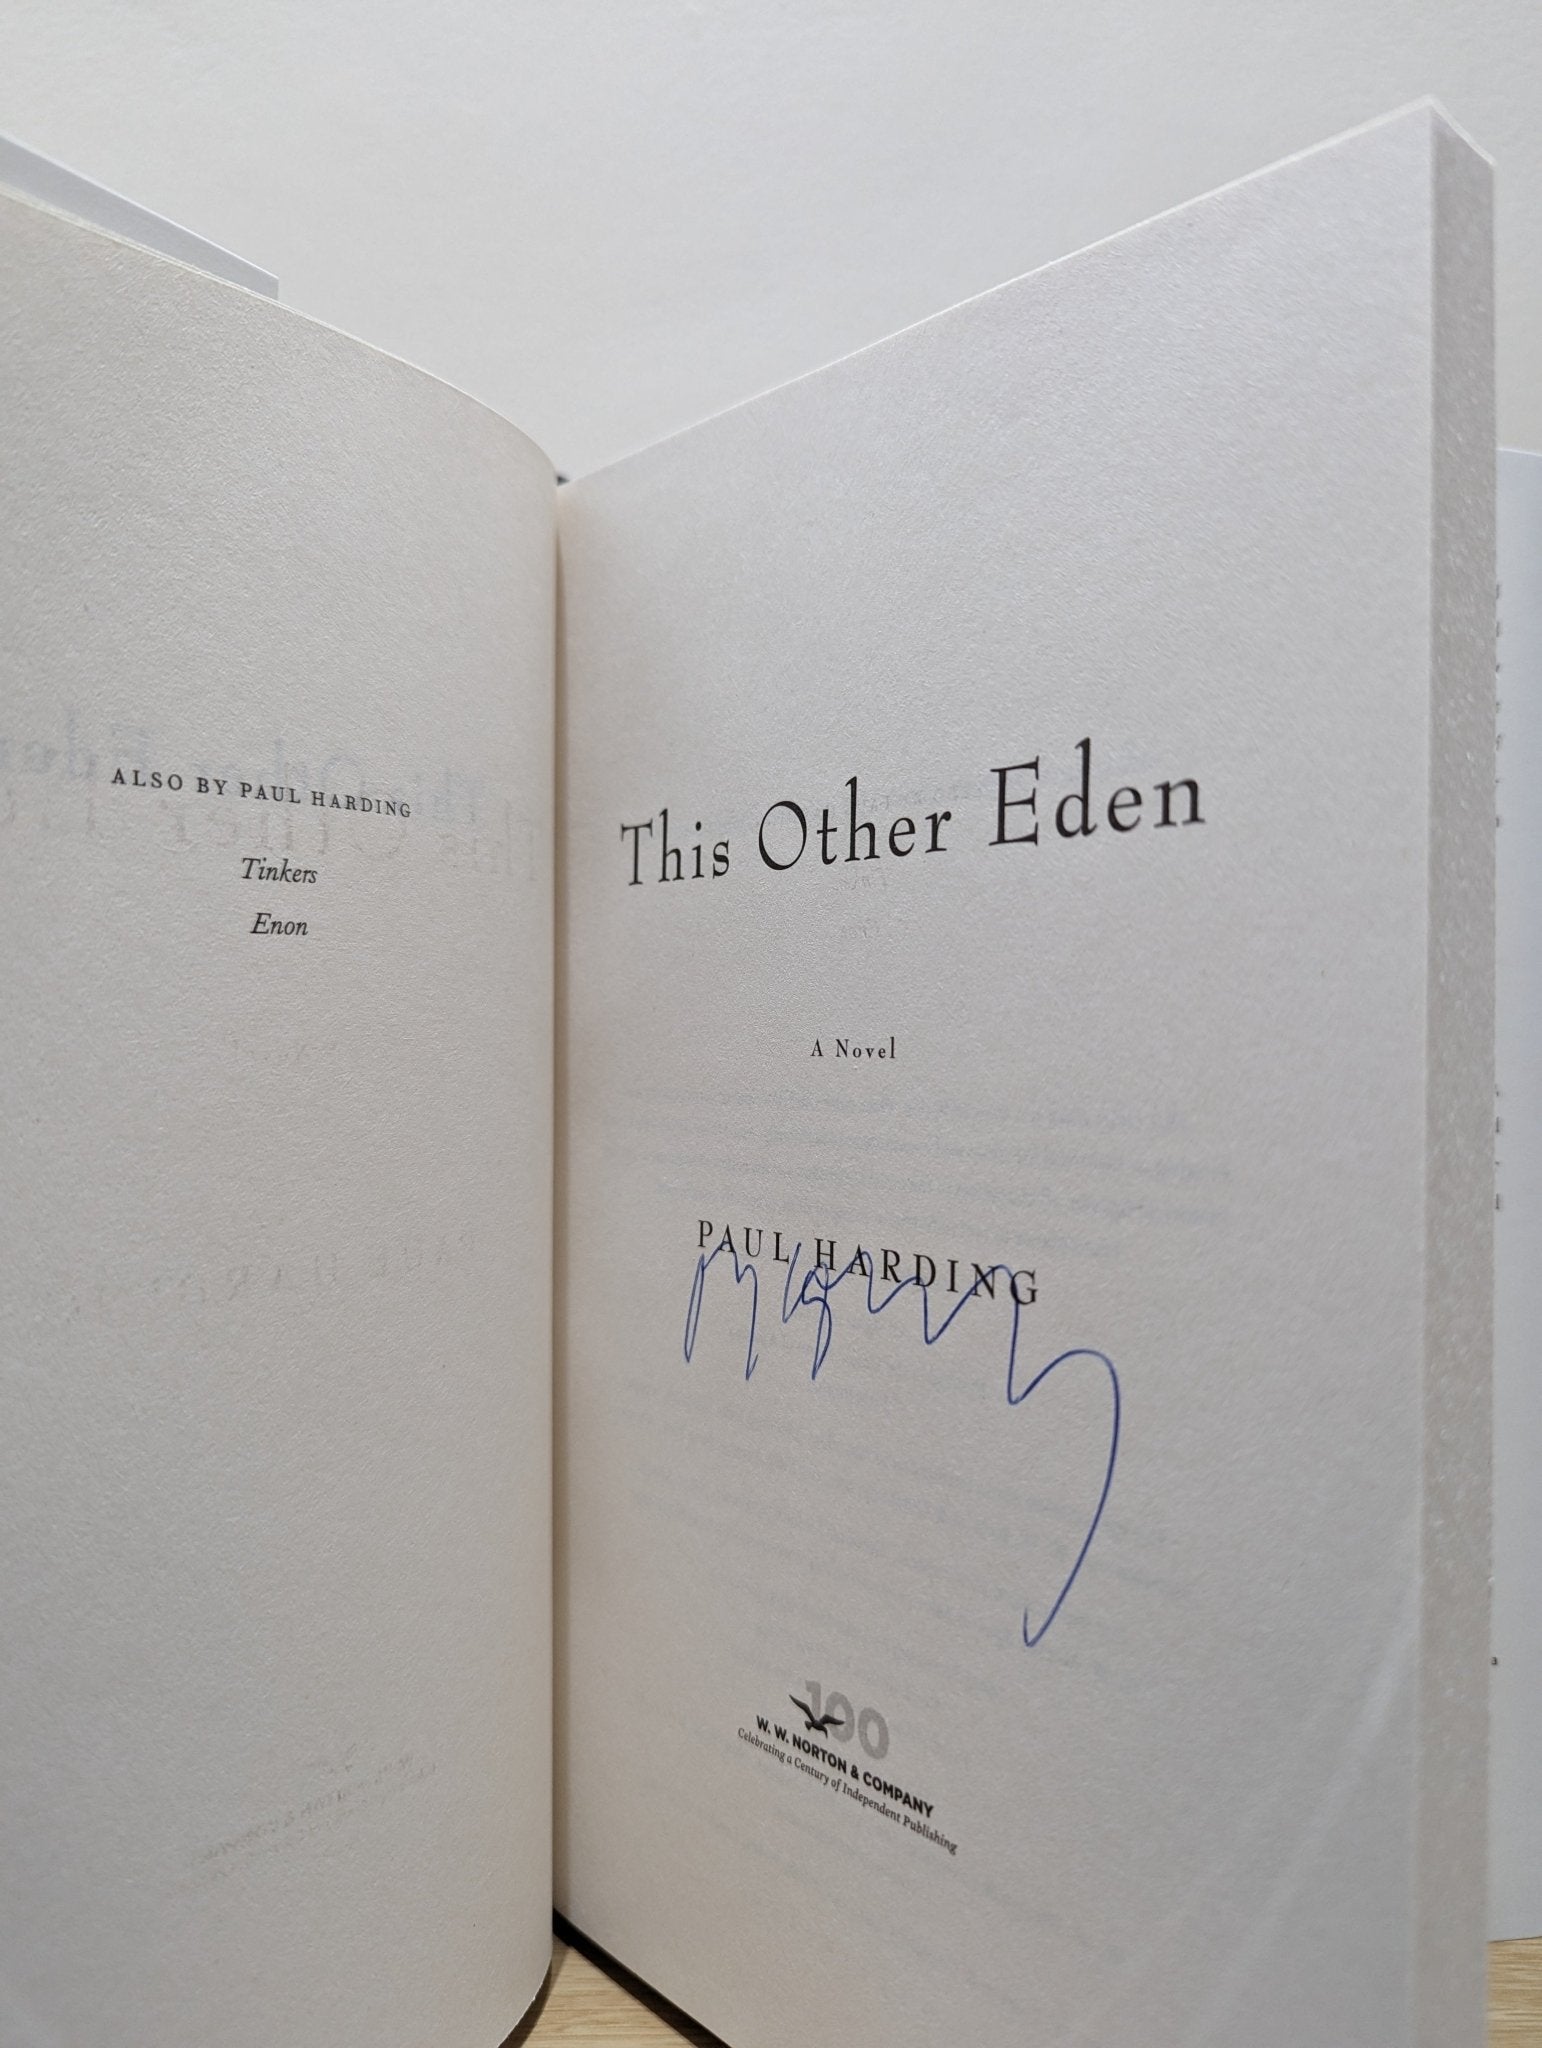 ALSO BY PAUL HARDING
Tinkers
Enon
This Other Eden
A Novel
PAUL HARDING
100
W. W. NORTON & COMPANY
Celebrating a Century of Independent Publishing